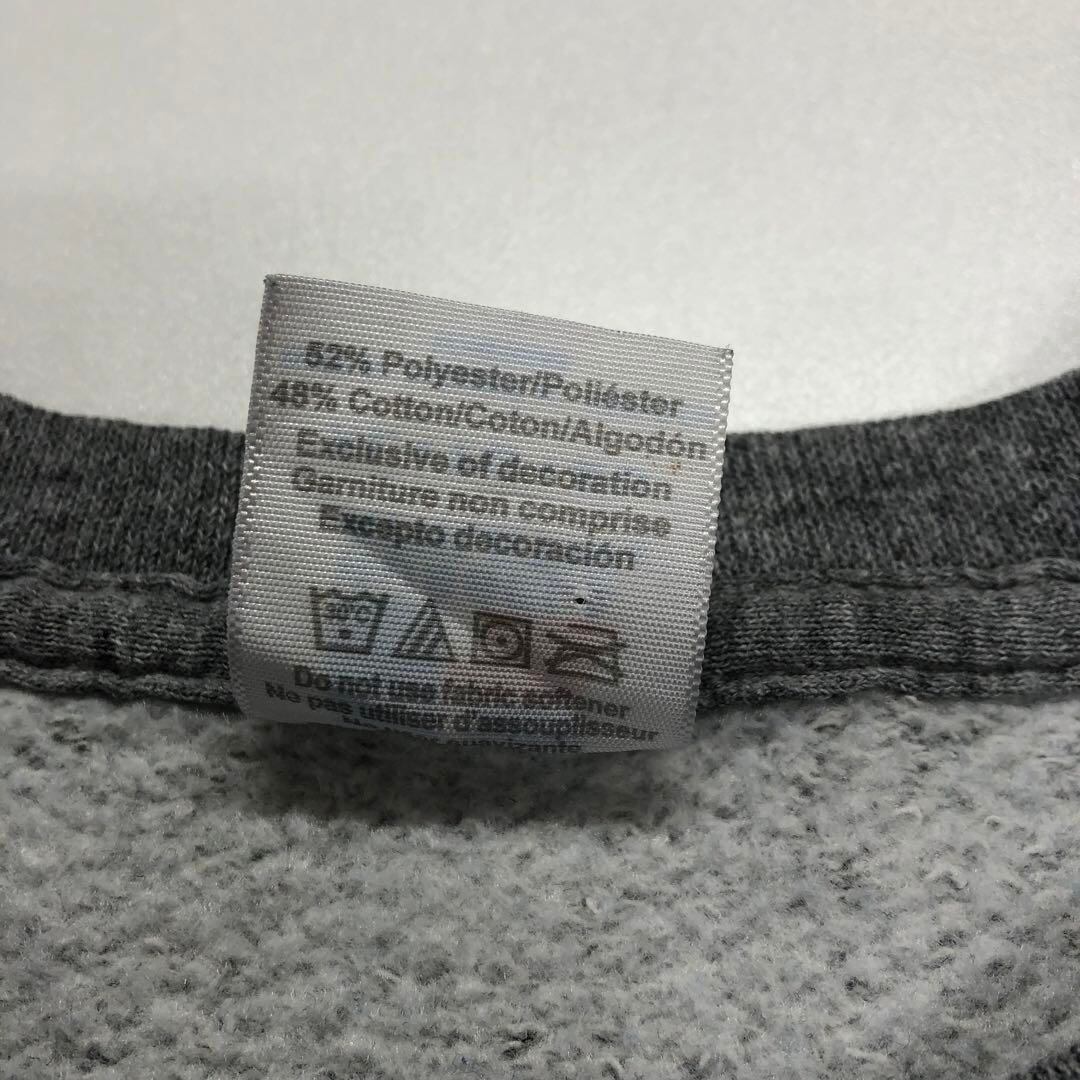 52% Polyester/Poliéster
48% Cotton/Coton/Algodón
Exclusive of decoration
Garniture non comprise
Excepto decoración
Do not use fabric softener
Ne pas utiliser d'assouplisseur
suavizante